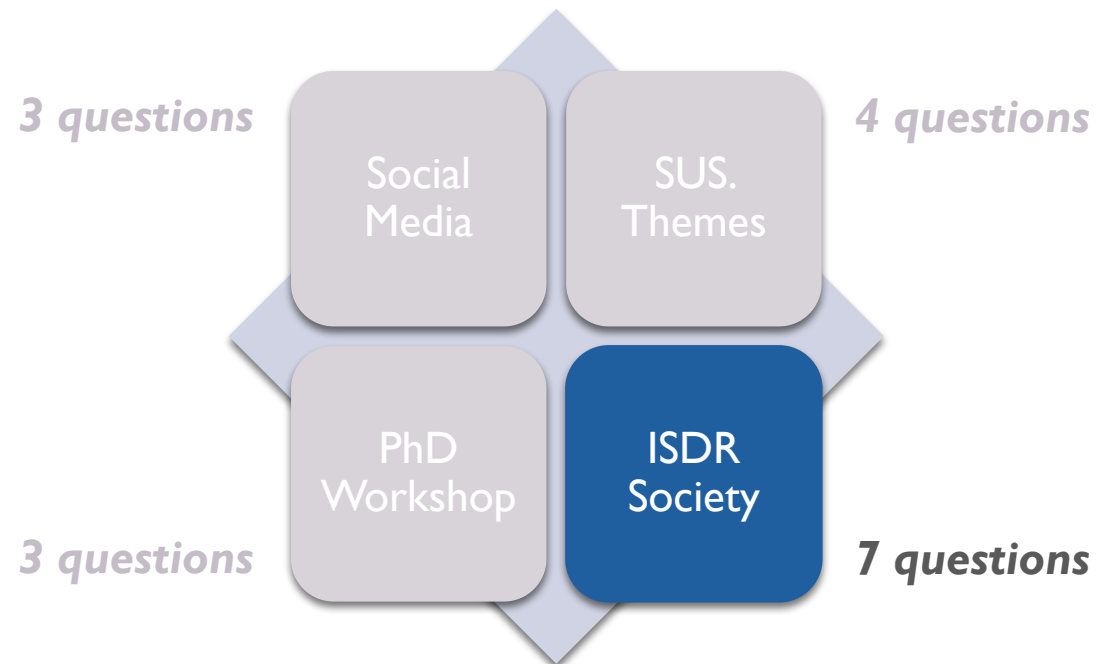 3 questions
Social
Media
SUS.
Themes
4 questions
3 questions
PhD
Workshop
ISDR
Society
7 questions